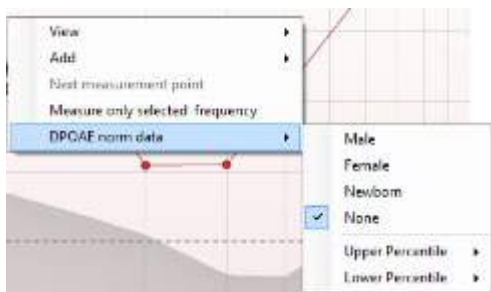 View
Add
Next measurement point
Measure only selected frequency
DPOAE norm data
Male
Female
Newborn
None
Upper Percentile
Lower Percentile